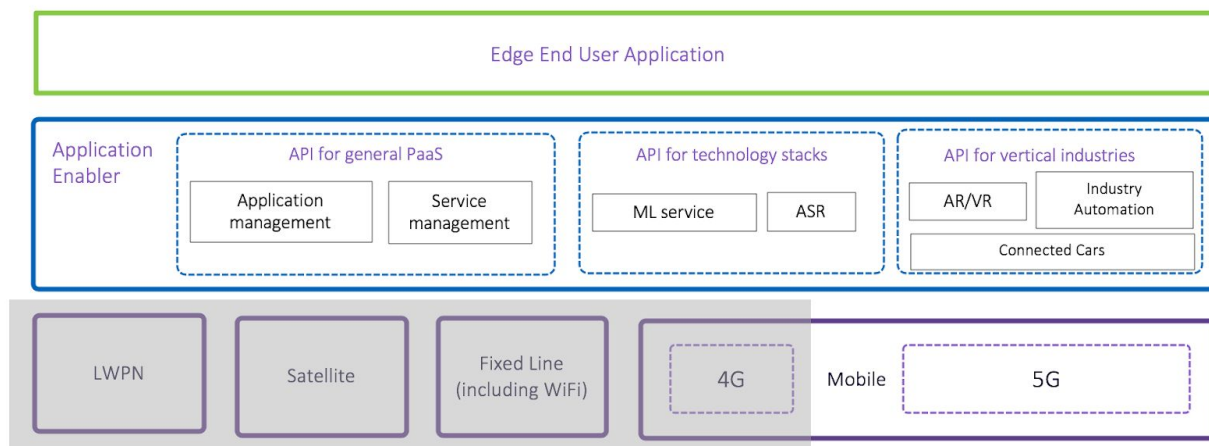 Edge End User Application
Application
Enabler
API for general PaaS
Application
management
Service
management
API for technology stacks
ML service
ASR
API for vertical industries
AR/VR
Industry
Automation
Connected Cars
LWPN
Satellite
Fixed Line
(including WiFi)
4G
Mobile
5G